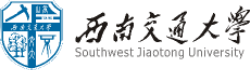 西南交通大學
Southwest Jiaotong University